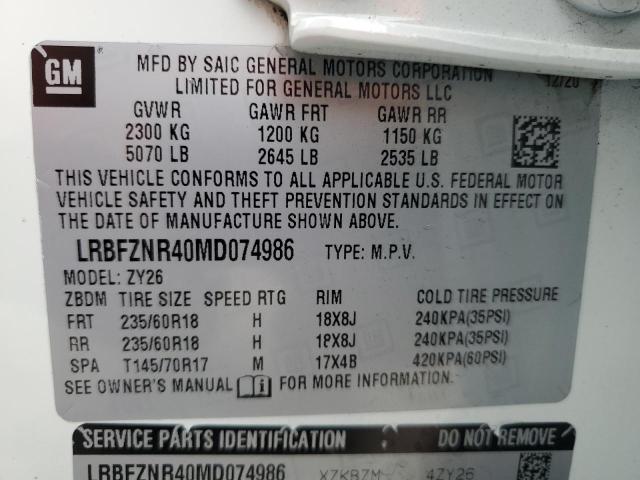 GM
MFD BY SAIC GENERAL MOTORS CORPORATION
LIMITED FOR GENERAL MOTORS LLC 12/20
GVWR GAWR FRT GAWR RR
2300 KG 1200 KG 1150 KG
5070 LB 2645 LB 2535 LB
THIS VEHICLE CONFORMS TO ALL APPLICABLE U.S. FEDERAL MOTOR
VEHICLE SAFETY AND THEFT PREVENTION STANDARDS IN EFFECT ON
THE DATE OF MANUFACTURE SHOWN ABOVE.
LRBFZNR40MD074986 TYPE: M.P.V.
MODEL: ZY26
ZBDM TIRE SIZE SPEED RTG RIM COLD TIRE PRESSURE
FRT 235/60R18 H 18X8J 240KPA(35PSI)
RR 235/60R18 H 18X8J 240KPA(35PSI)
SPA T145/70R17 M 17X4B 420KPA(60PSI)
SEE OWNER'S MANUAL FOR MORE INFORMATION
SERVICE PARTS IDENTIFICATION DO NOT REMOVE
LRBFZNR40MD074986 XZKBZM 4ZY26